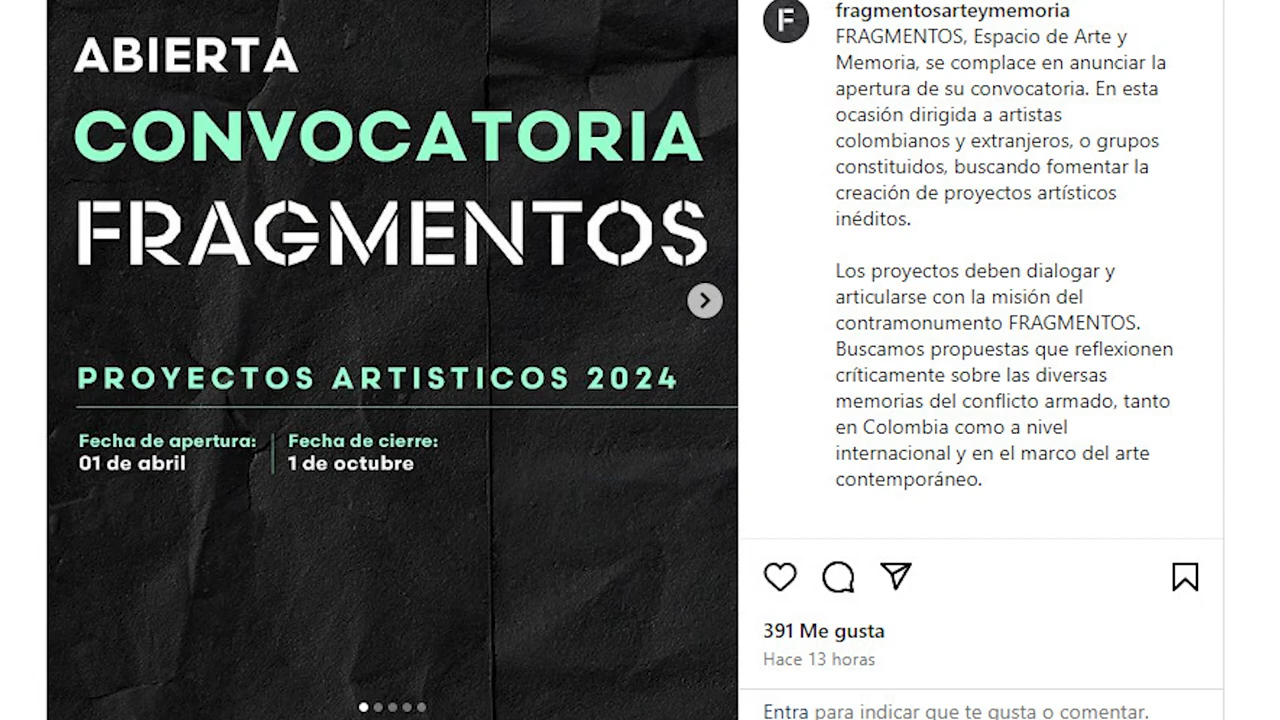 ABIERTA
CONVOCATORIA
FRAGMENTOS
PROYECTOS ARTISTICOS 2024
Fecha de apertura:
01 de abril
Fecha de cierre:
1 de octubre
F
fragmentosarteymemoria
FRAGMENTOS, Espacio de Arte y
Memoria, se complace en anunciar la
apertura de su convocatoria. En esta
ocasión dirigida a artistas
colombianos y extranjeros, o grupos
constituidos, buscando fomentar la
creación de proyectos artísticos
inéditos.
Los proyectos deben dialogar y
articularse con la misión del
contramonumento FRAGMENTOS.
Buscamos propuestas que reflexionen
críticamente sobre las diversas
memorias del conflicto armado, tanto
en Colombia como a nivel
internacional y en el marco del arte
contemporáneo.
391 Me gusta
Hace 13 horas
Entra para indicar que te gusta o comentar.